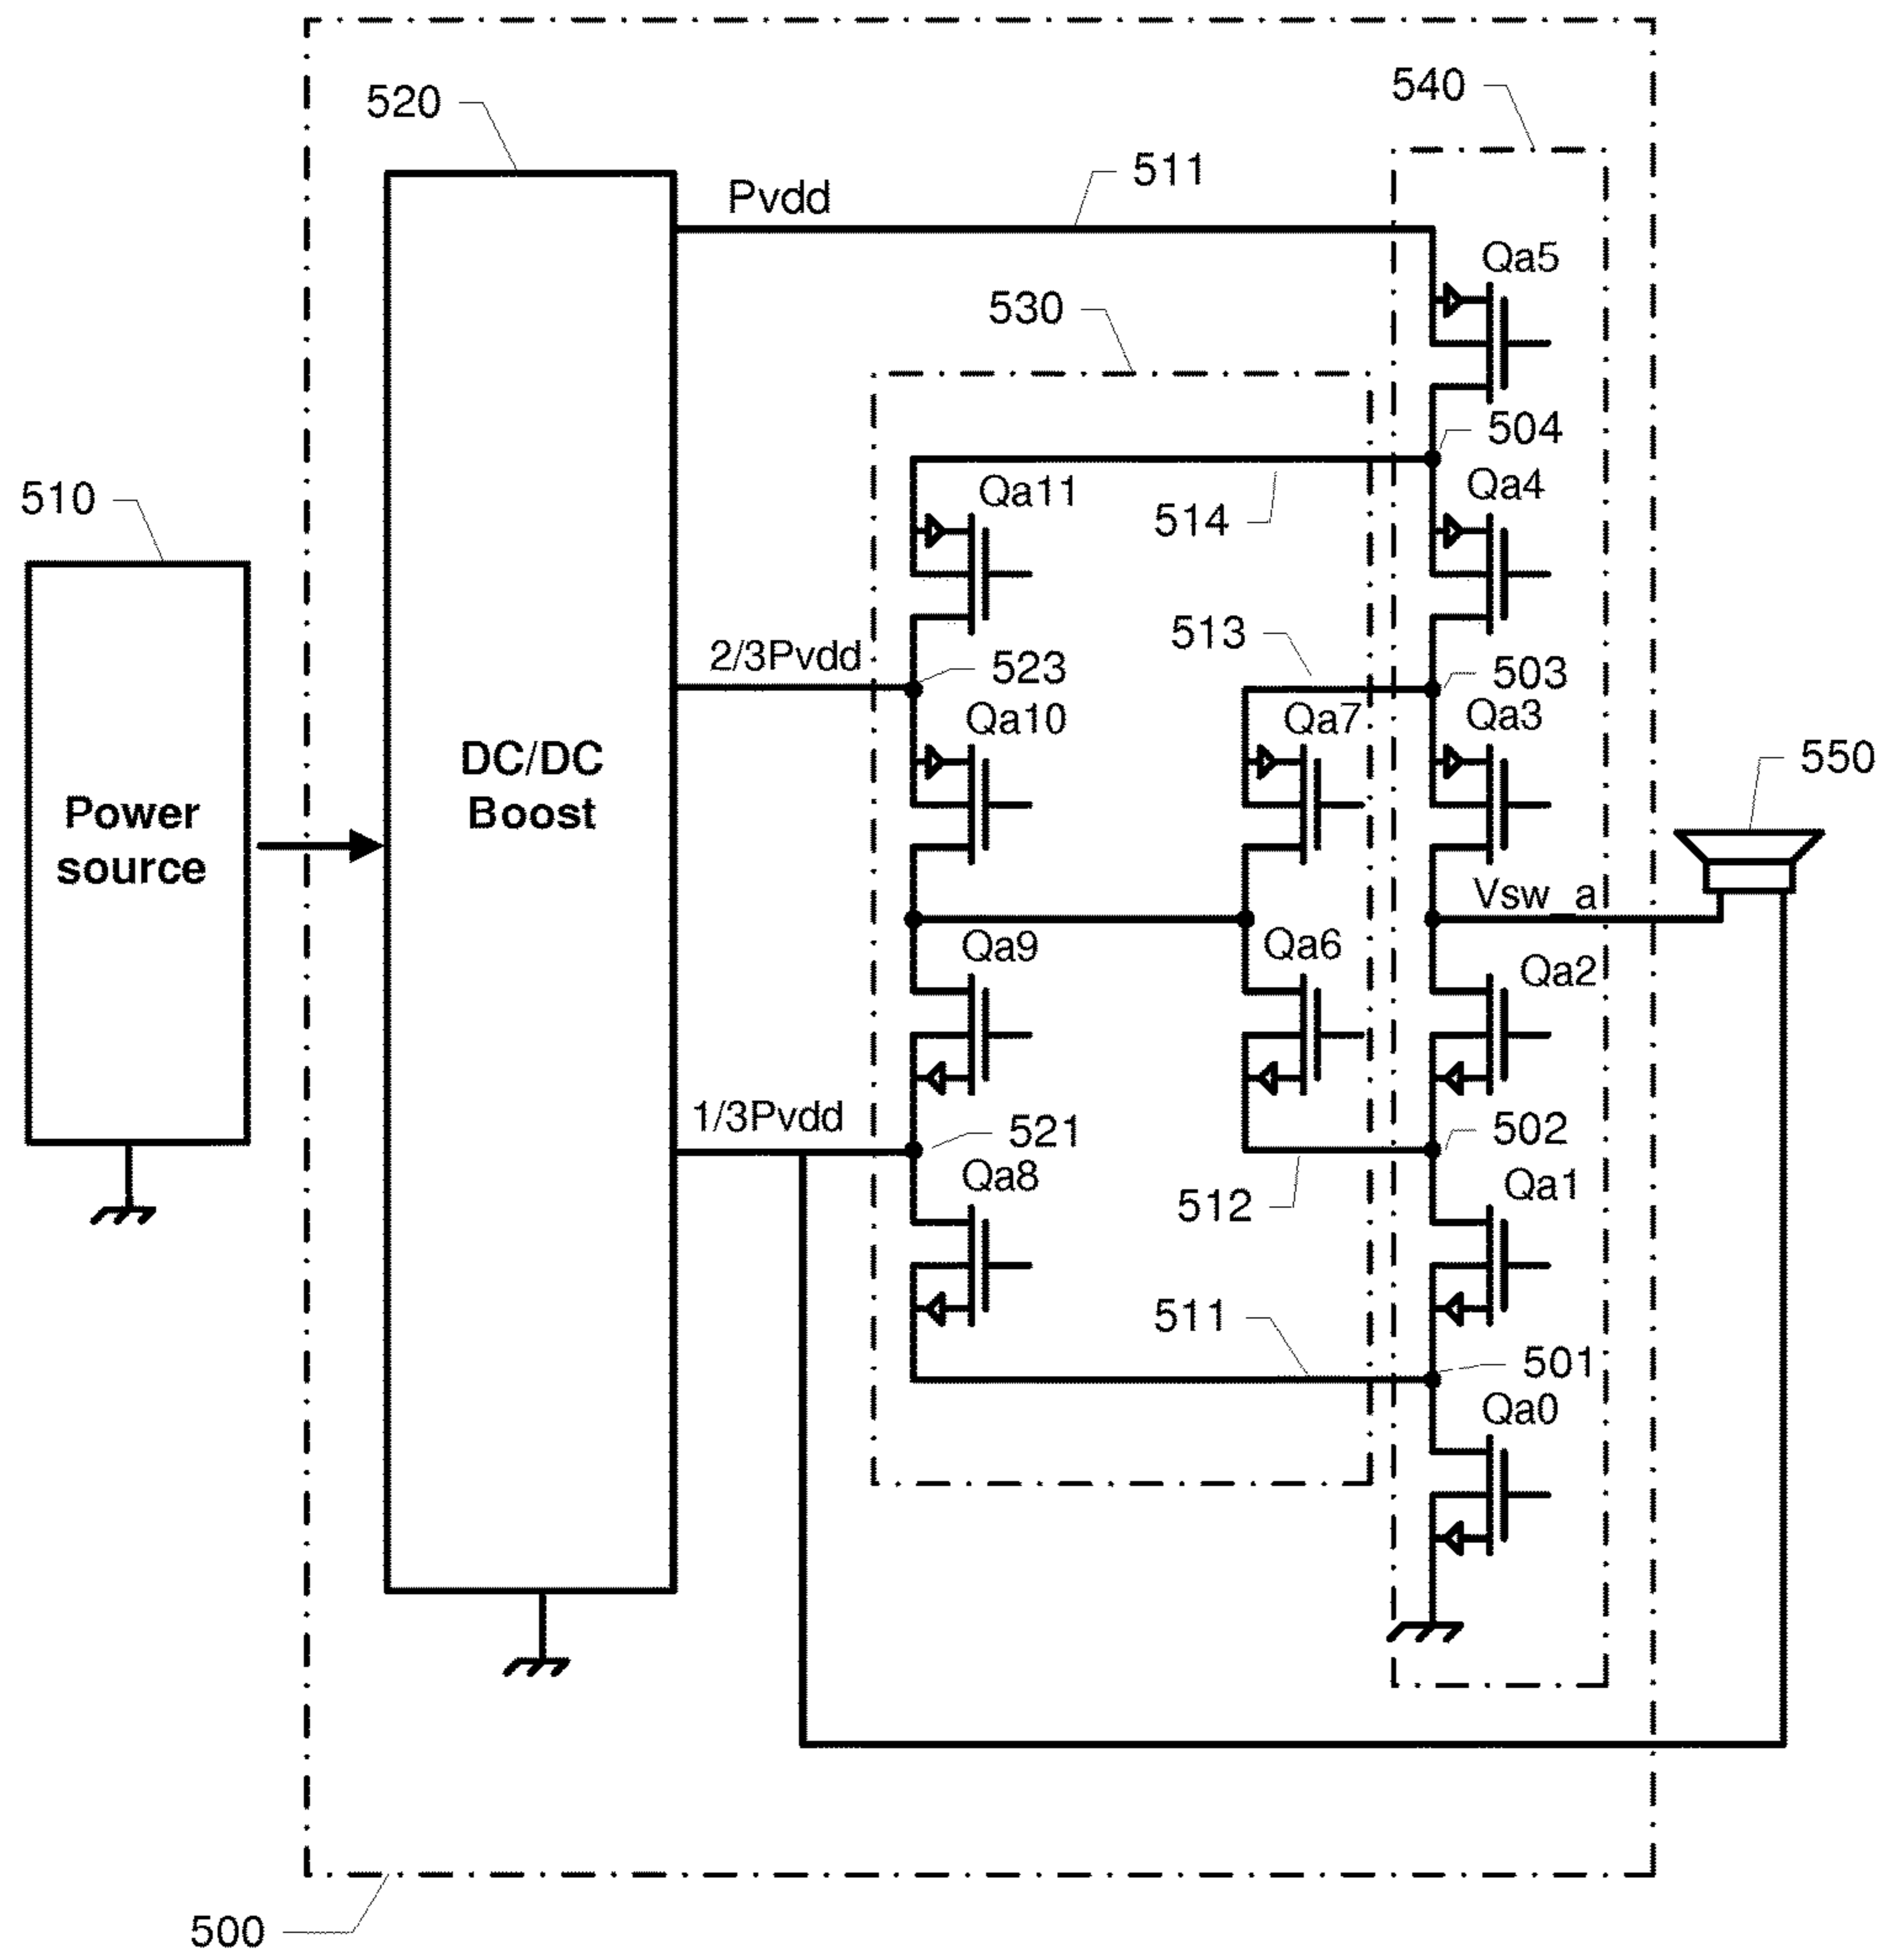 540
520
511
Pvdd
Qa5
530
504
Qa11
Qa4
510
514
513
2/3Pvdd
523
503
Qa10
Qa7
Qa3
DC/DC
Boost
550
Power
source
Vsw_a
Qa9
Qa6
Qa2
1/3Pvdd
521
502
Qa8
Qa1
512
511
501
Qa0
500